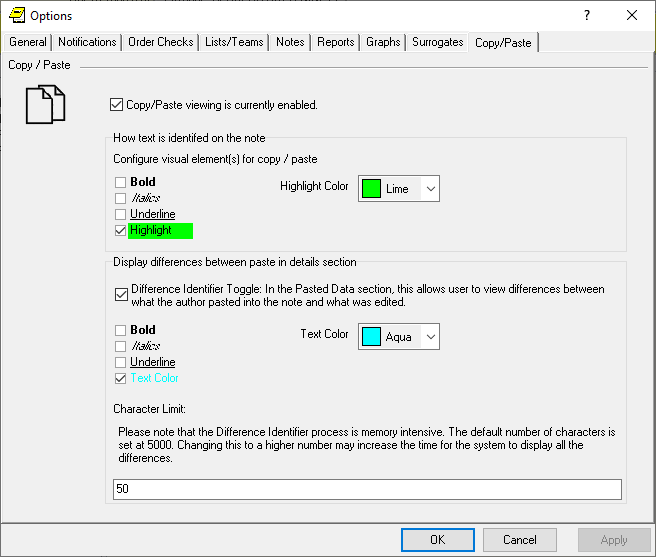 Options
General Notifications Order Checks Lists/Teams Notes Reports Graphs Surrogates Copy/Paste
Copy / Paste
Copy/Paste viewing is currently enabled.
How text is identifed on the note
Configure visual element(s) for copy / paste
Bold
Highlight Color Lime
Italics
Underline
Highlight
Display differences between paste in details section
Difference Identifier Toggle: In the Pasted Data section, this allows user to view differences between
what the author pasted into the note and what was edited.
Bold
Text Color Aqua
Italics
Underline
Text Color
Character Limit:
Please note that the Difference Identifier process is memory intensive. The default number of characters is
set at 5000. Changing this to a higher number may increase the time for the system to display all the
differences.
50
OK Cancel Apply